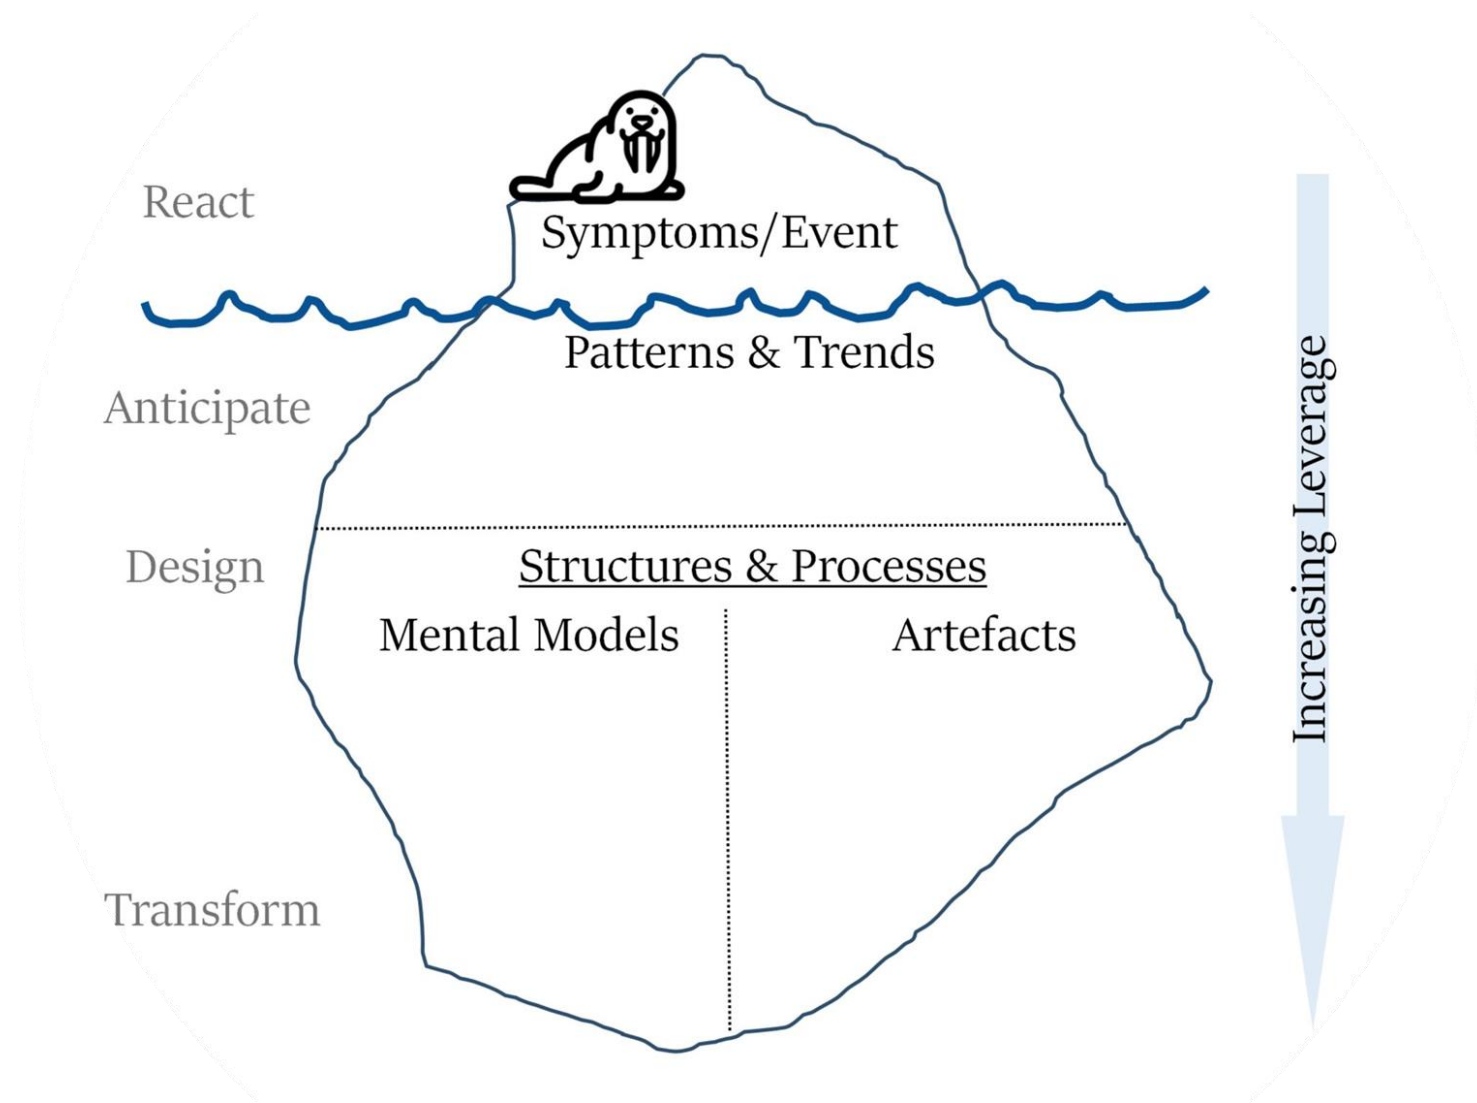 React
Symptoms/Event
Patterns & Trends
Anticipate
Design
Structures & Processes
Mental Models
Artefacts
Transform
Increasing Leverage